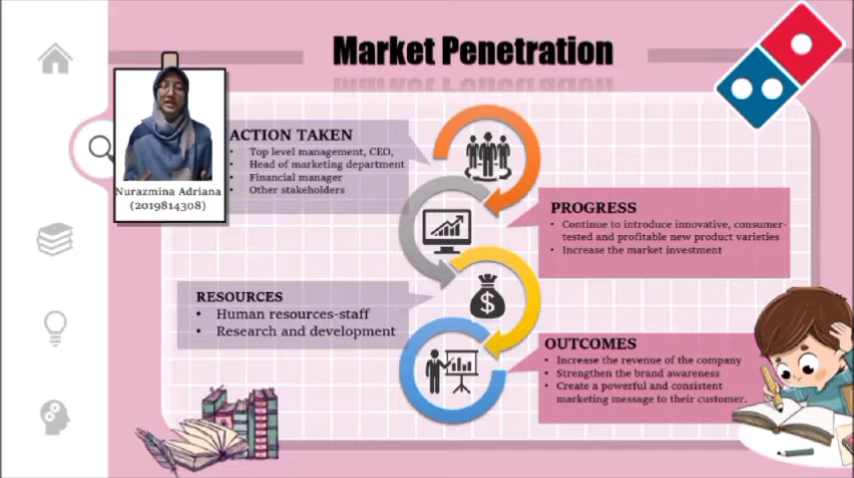 Market Penetration
Nurazmina Adriana
(2019814308)
ACTION TAKEN
• Top level management, CEO,
• Head of marketing department
• Financial manager
• Other stakeholders
PROGRESS
• Continue to introduce innovative, consumer-
tested and profitable new product varieties
• Increase the market investment
RESOURCES
• Human resources-staff
• Research and development
OUTCOMES
• Increase the revenue of the company
• Strengthen the brand awareness
• Create a powerful and consistent
marketing message to their customer.
$